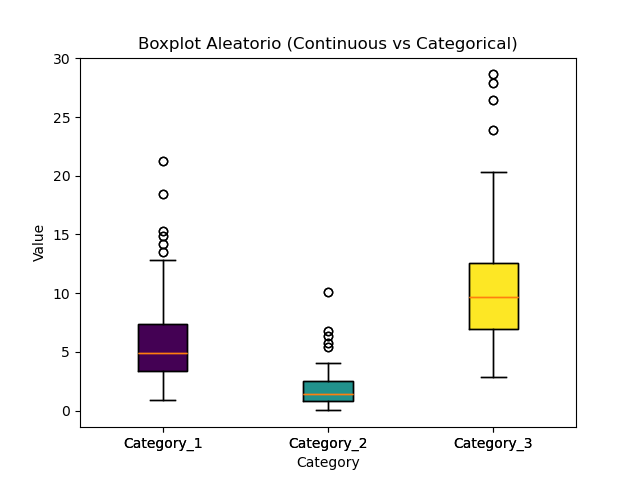 Boxplot Aleatorio (Continuous vs Categorical)
30
25
20
15
10
5
0
Value
Category_1
Category_2
Category_3
Category